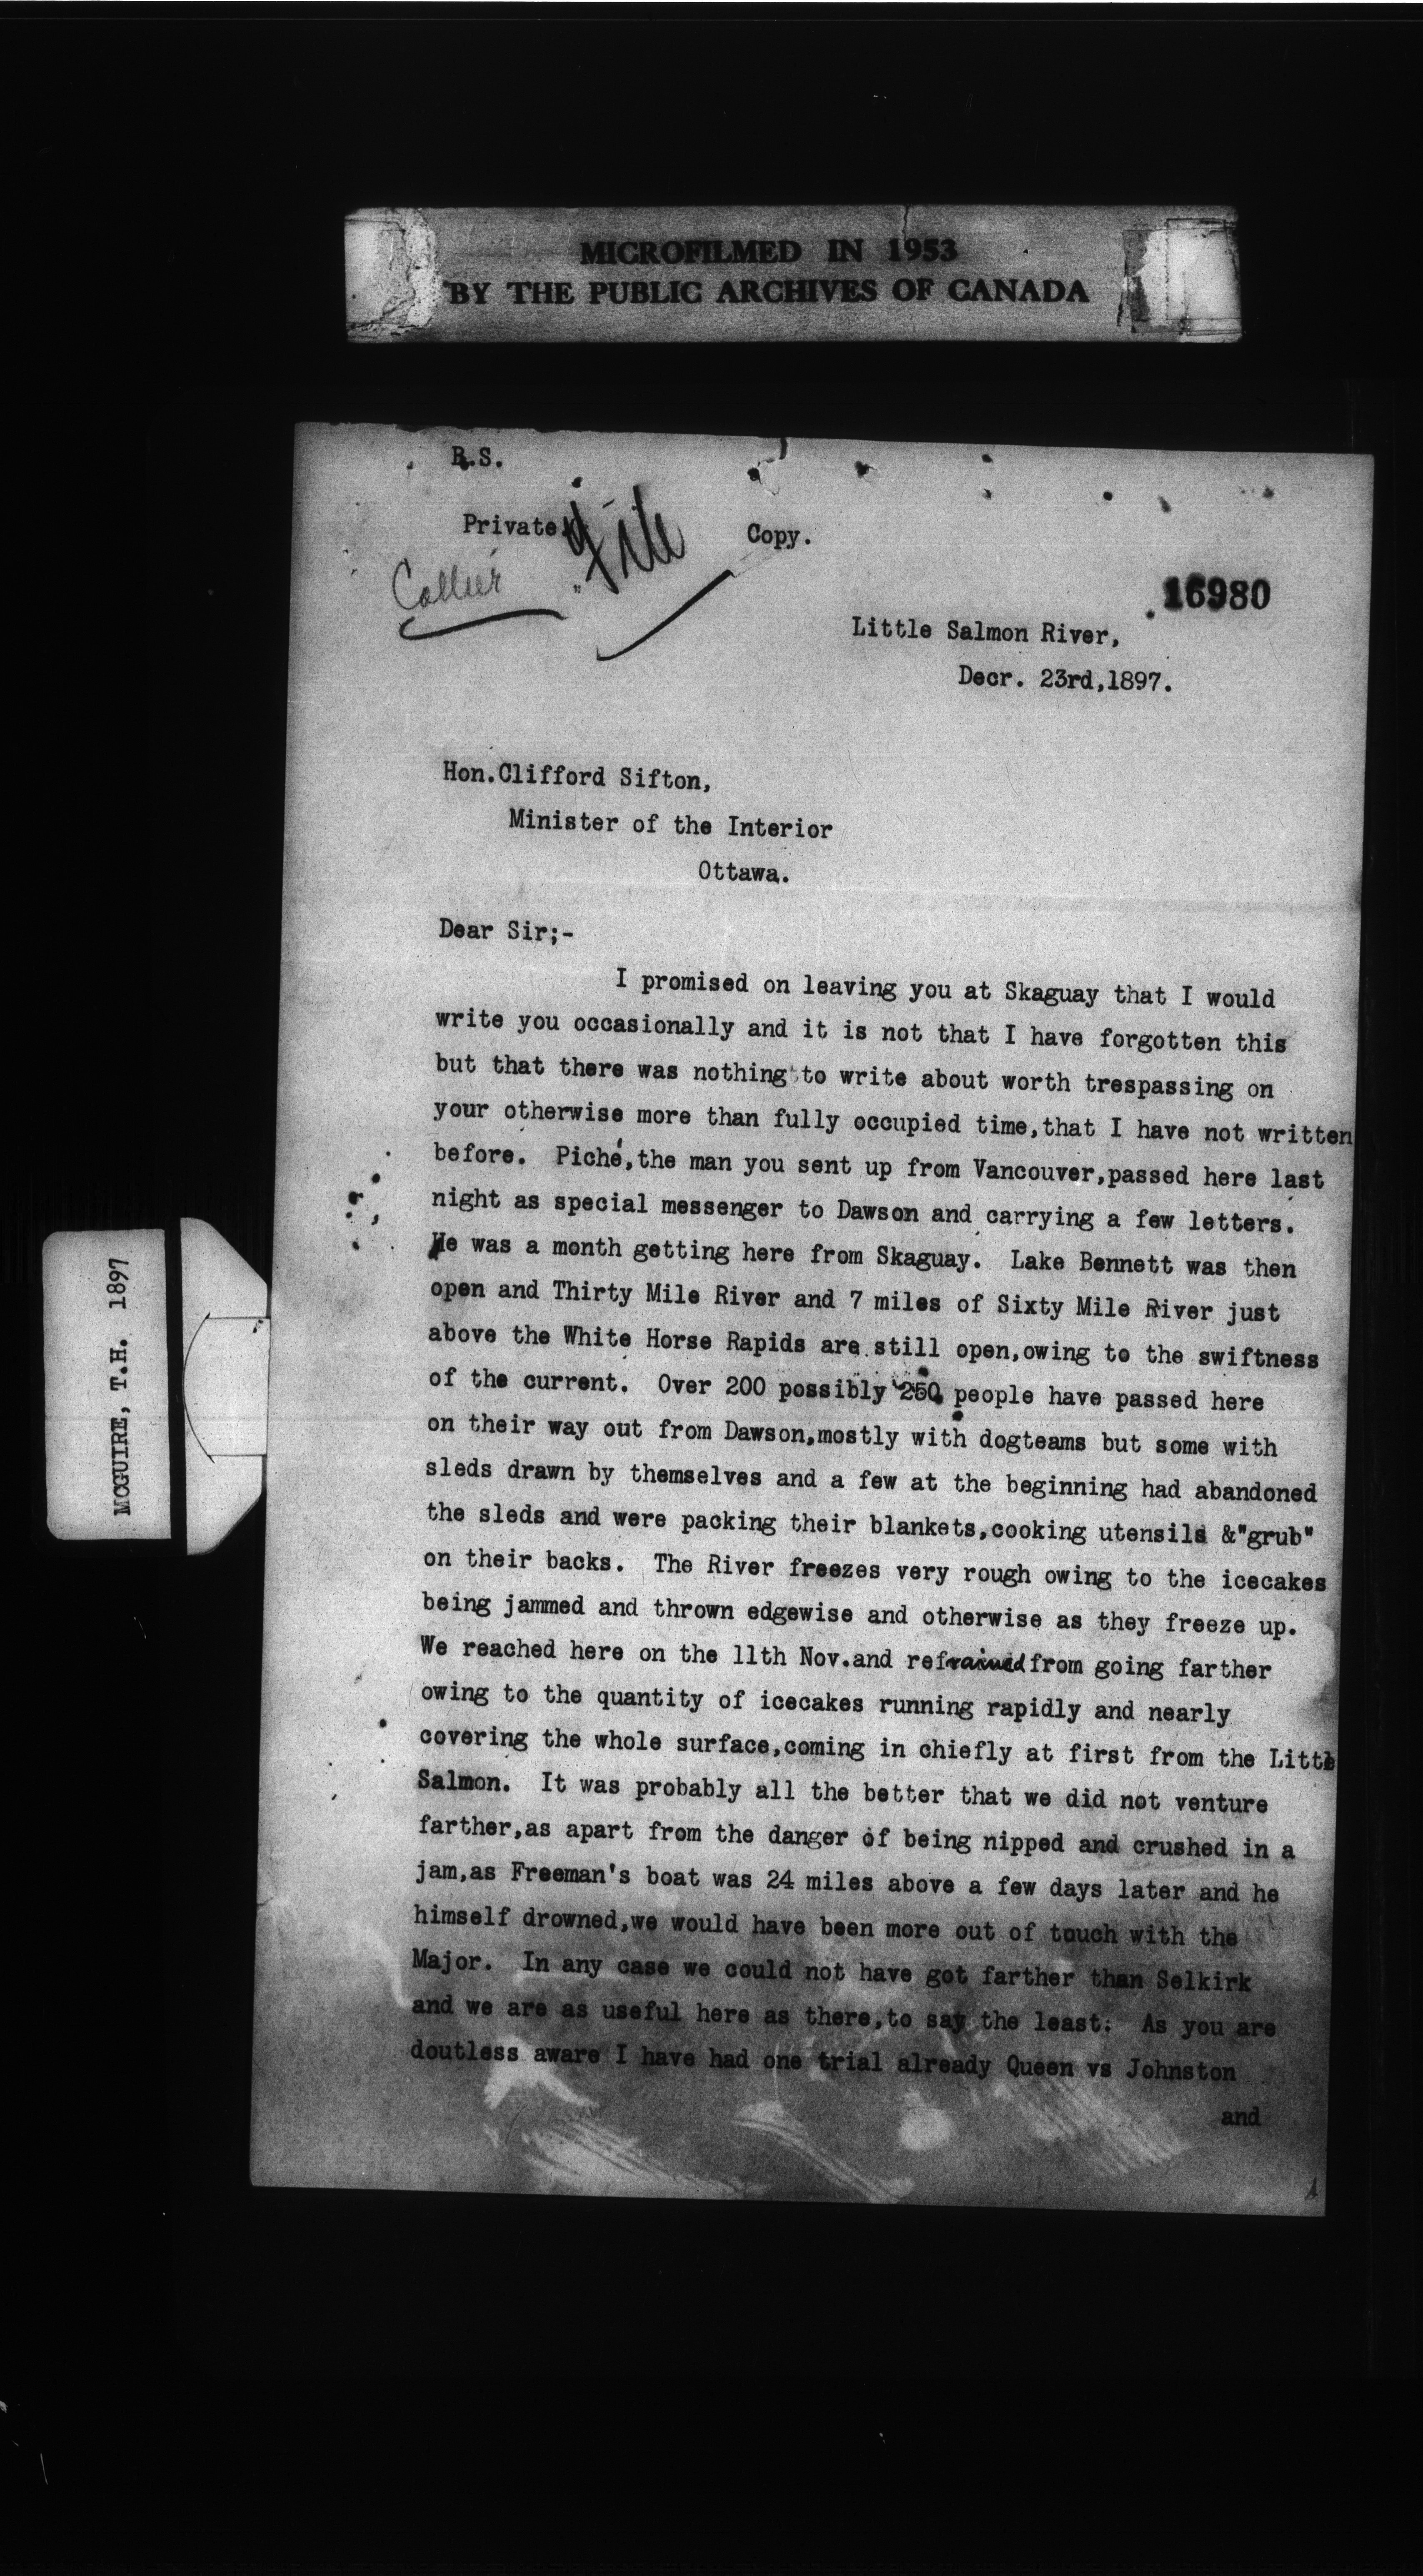 MICROFILMED IN 1953
BY THE PUBLIC ARCHIVES OF CANADA
R.S.
Private. File Copy.
Collier
16980
Little Salmon River,
Decr. 23rd,1897.
Hon.Clifford Sifton,
Minister of the Interior
Ottawa.
Dear Sir;-
I promised on leaving you at Skaguay that I would
write you occasionally and it is not that I have forgotten this
but that there was nothing to write about worth trespassing on
your otherwise more than fully occupied time,that I have not written
before. Piché,the man you sent up from Vancouver,passed here last
night as special messenger to Dawson and carrying a few letters.
He was a month getting here from Skaguay. Lake Bennett was then
open and Thirty Mile River and 7 miles of Sixty Mile River just
above the White Horse Rapids are still open,owing to the swiftness
of the current. Over 200 possibly 250 people have passed here
on their way out from Dawson,mostly with dogteams but some with
sleds drawn by themselves and a few at the beginning had abandoned
the sleds and were packing their blankets,cooking utensils &"grub"
on their backs. The River freezes very rough owing to the icecakes
being jammed and thrown edgewise and otherwise as they freeze up.
We reached here on the 11th Nov.and refrained from going farther
owing to the quantity of icecakes running rapidly and nearly
covering the whole surface,coming in chiefly at first from the Little
Salmon. It was probably all the better that we did not venture
farther,as apart from the danger of being nipped and crushed in a
jam,as Freeman's boat was 24 miles above a few days later and he
himself drowned,we would have been more out of touch with the
Major. In any case we could not have got farther than Selkirk
and we are as useful here as there,to say the least: As you are
doutless aware I have had one trial already Queen vs Johnston
and
MCGUIRE, T.H. 1897